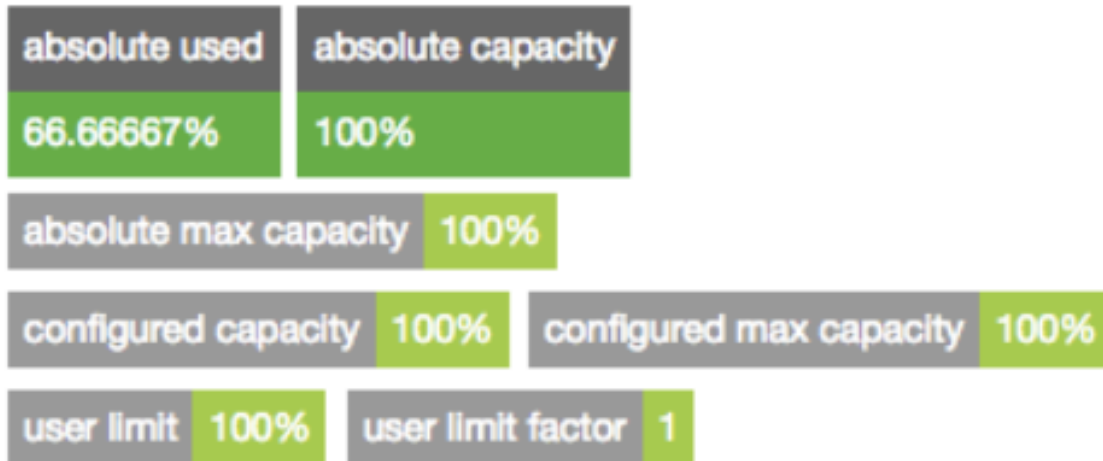 absolute used absolute capacity
66.66667% 100%
absolute max capacity 100%
configured capacity 100% configured max capacity 100%
user limit 100% user limit factor 1